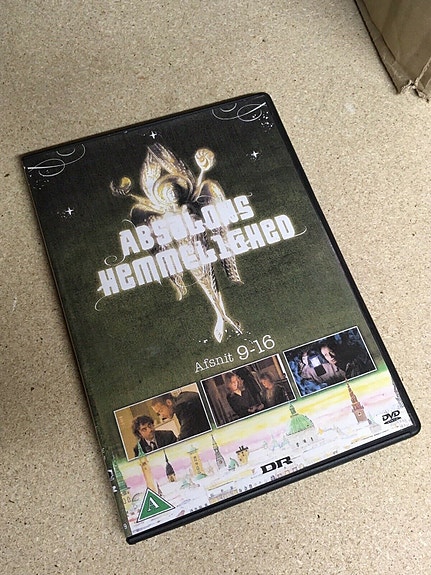 ABSALONS
HEMMELIGHED
Afsnit 9-16
DVD
DR
A